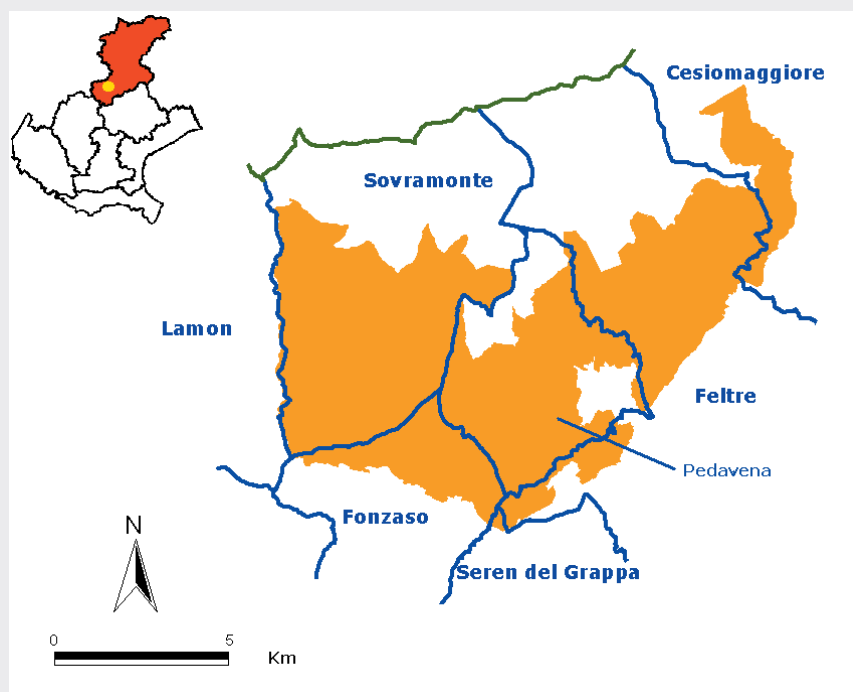 Cesiomaggiore
Sovramonte
Lamon
Feltre
Pedavena
Fonzaso
N
Seren del Grappa
0 5
Km